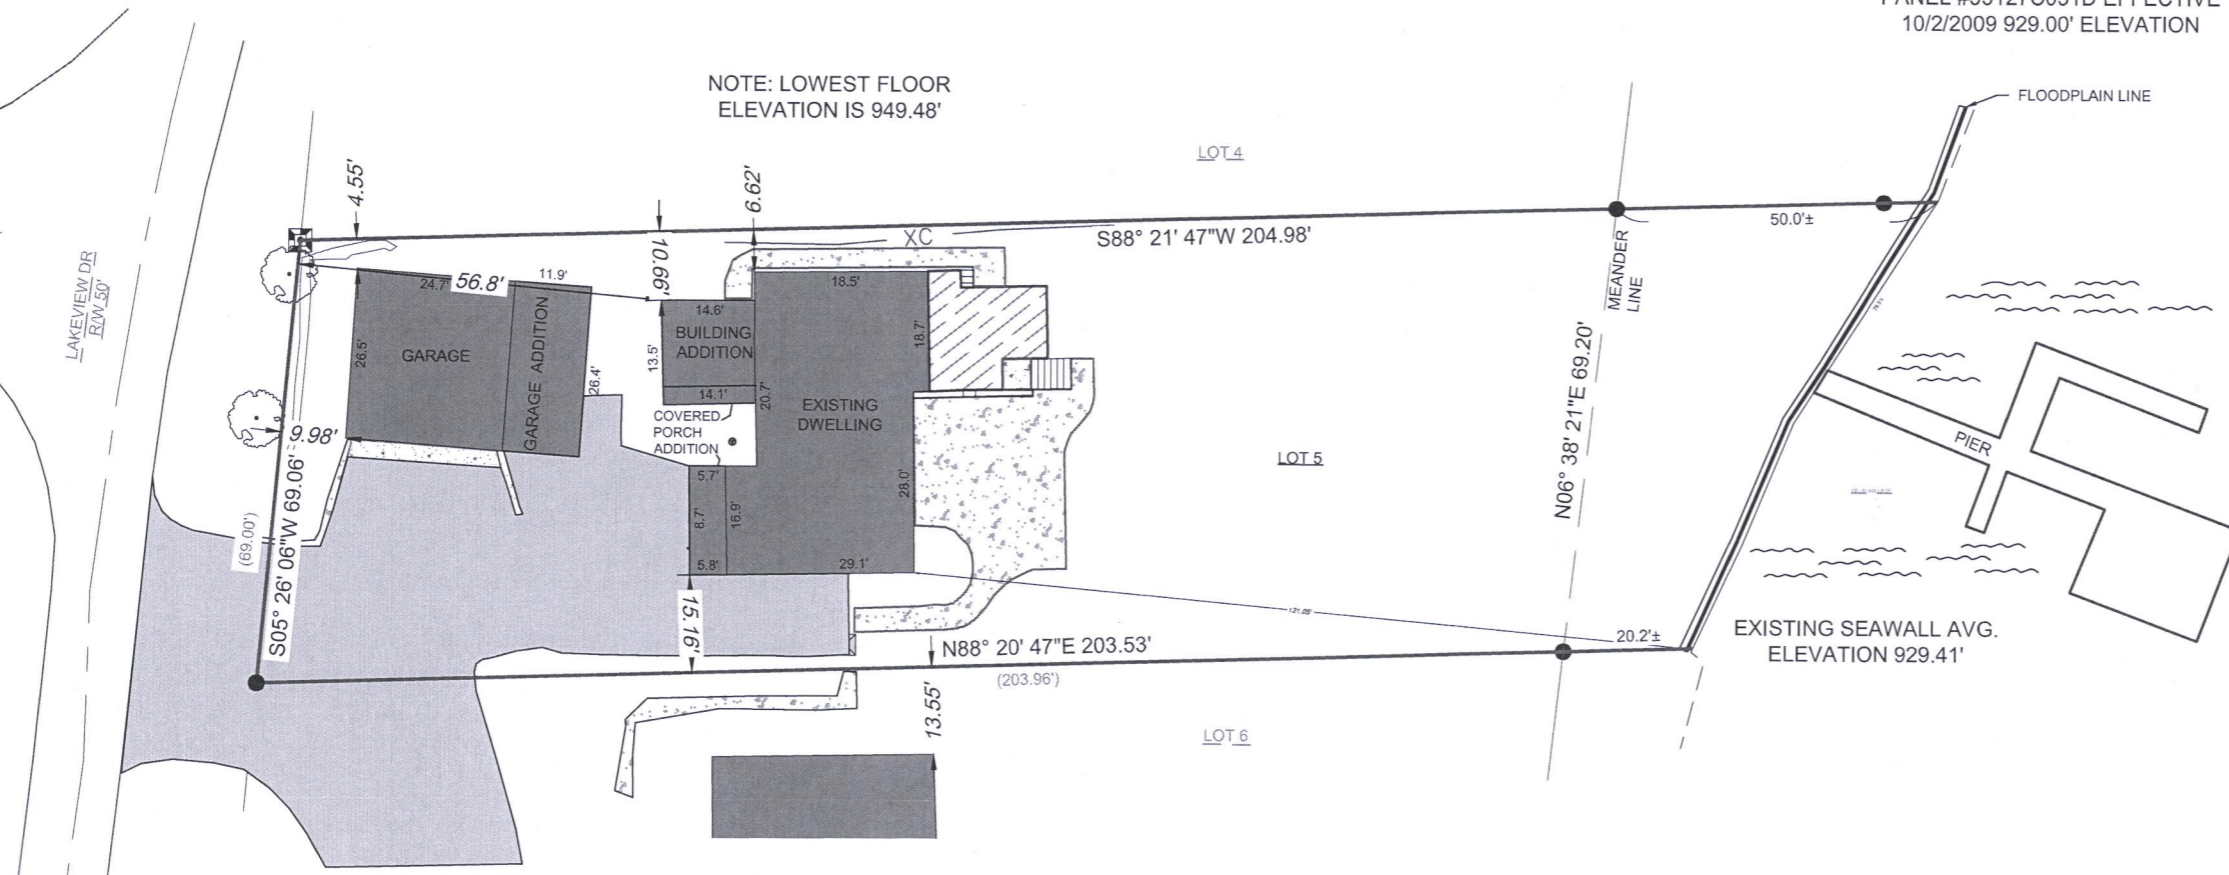 10/2/2009 929.00' ELEVATION
FLOODPLAIN LINE
NOTE: LOWEST FLOOR
ELEVATION IS 949.48'
LOT 4
4.55'
6.62'
10.66'
XC
S88° 21' 47"W 204.98'
50.0'±
MEANDER
LINE
LAKEVIEW DR
R/W 50'
24.7'
56.8'
11.9'
18.5'
14.6'
BUILDING
ADDITION
13.5'
18.7'
26.5'
GARAGE
GARAGE ADDITION
26.4'
14.1'
20.7'
COVERED
PORCH
ADDITION
EXISTING
DWELLING
9.98'
N06° 38' 21"E 69.20'
PIER
LOT 5
5.7'
28.0'
8.7'
16.9'
(69.00')
S05° 26' 06"W 69.06'
5.8'
29.1'
15.16'
121.05'
20.2'±
EXISTING SEAWALL AVG.
ELEVATION 929.41'
N88° 20' 47"E 203.53'
(203.96')
13.55'
LOT 6